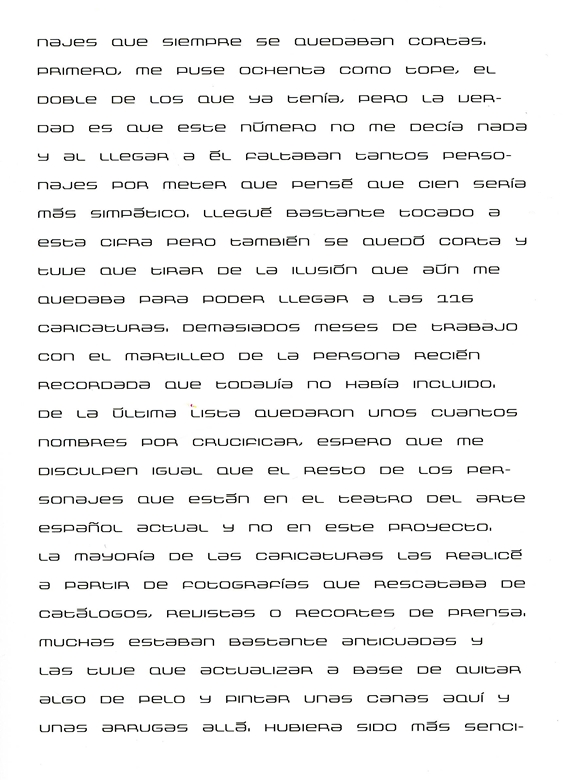 najes que siempre se quedaban cortas.
primero, me puse ochenta como tope, el
doble de los que ya tenía, pero la ver-
dad es que este número no me decía nada
y al llegar a él faltaban tantos perso-
najes por meter que pensé que cien sería
más simpático. llegué bastante tocado a
esta cifra pero también se quedó corta y
tuve que tirar de la ilusión que aún me
quedaba para poder llegar a las 116
caricaturas. demasiados meses de trabajo
con el martilleo de la persona recién
recordada que todavía no había incluido.
de la última lista quedaron unos cuantos
nombres por crucificar, espero que me
disculpen igual que el resto de los per-
sonajes que están en el teatro del arte
español actual y no en este proyecto.
la mayoría de las caricaturas las realicé
a partir de fotografías que rescataba de
catálogos, revistas o recortes de prensa.
muchas estaban bastante anticuadas y
las tuve que actualizar a base de quitar
algo de pelo y pintar unas canas aquí y
unas arrugas allá. hubiera sido más senci-